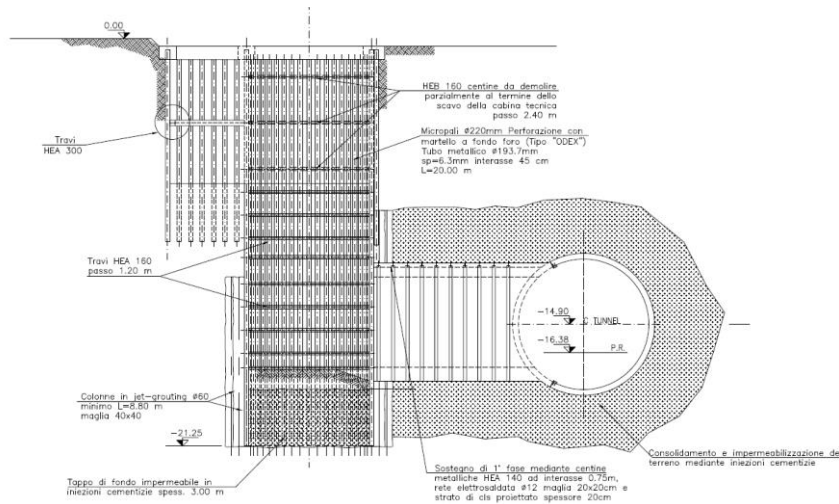 0.00
HEB 160 centine da demolire
parzialmente al termine dello
scavo della cabina tecnica
passo 2.40 m
Travi
HEA 300
Micropali Ø220mm Perforazione con
martello a fondo foro (Tipo "ODEX")
Tubo metallico Ø193.7mm
sp=6.3mm interasse 45 cm
L=20.00 m
Travi HEA 160
passo 1.20 m
-14.90
C TUNNEL
-16.38
P.R.
Colonne in jet-grouting Ø60
minimo L=8.80 m
maglia 40x40
-21.25
Tappo di fondo impermeabile in
iniezioni cementizie spess. 3.00 m
Sostegno di 1° fase mediante centine
metalliche HEA 140 ad interasse 0.75m,
rete elettrosaldata Ø12 maglia 20x20cm e
strato di cls proiettato spessore 20cm
Consolidamento e impermeabilizzazione de
terreno mediante iniezioni cementizie